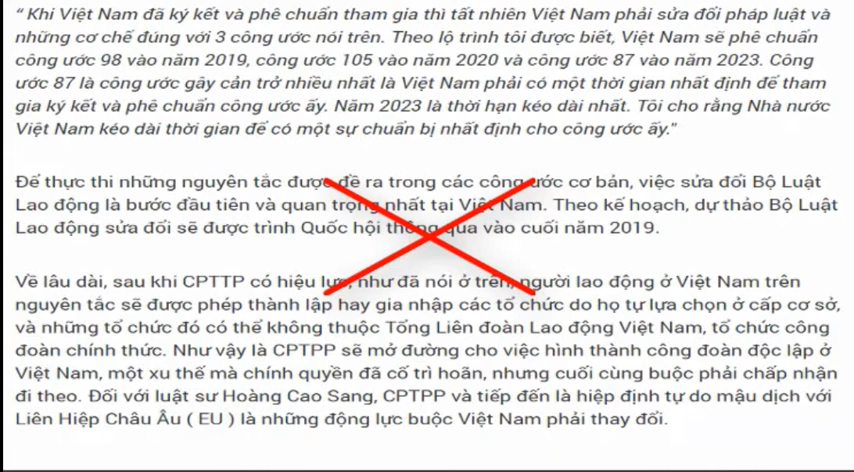 “ Khi Việt Nam đã ký kết và phê chuẩn tham gia thì tất nhiên Việt Nam phải sửa đổi pháp luật và
những cơ chế đúng với 3 công ước nói trên. Theo lộ trình tôi được biết, Việt Nam sẽ phê chuẩn
công ước 98 vào năm 2019, công ước 105 vào năm 2020 và công ước 87 vào năm 2023. Công
ước 87 là công ước gây cản trở nhiều nhất là Việt Nam phải có một thời gian nhất định để tham
gia ký kết và phê chuẩn công ước ấy. Năm 2023 là thời hạn kéo dài nhất. Tôi cho rằng Nhà nước
Việt Nam kéo dài thời gian để có một sự chuẩn bị nhất định cho công ước ấy."
Để thực thi những nguyên tắc được đề ra trong các công ước cơ bản, việc sửa đổi Bộ Luật
Lao động là bước đầu tiên và quan trọng nhất tại Việt Nam. Theo kế hoạch, dự thảo Bộ Luật
Lao động sửa đổi sẽ được trình Quốc hội thông qua vào cuối năm 2019.
Về lâu dài, sau khi CPTTP có hiệu lực, như đã nói ở trên, người lao động ở Việt Nam trên
nguyên tắc sẽ được phép thành lập hay gia nhập các tổ chức do họ tự lựa chọn ở cấp cơ sở,
và những tổ chức đó có thể không thuộc Tổng Liên đoàn Lao động Việt Nam, tổ chức công
đoàn chính thức. Như vậy là CPTPP sẽ mở đường cho việc hình thành công đoàn độc lập ở
Việt Nam, một xu thế mà chính quyền đã cố trì hoãn, nhưng cuối cùng buộc phải chấp nhận
đi theo. Đối với luật sư Hoàng Cao Sang, CPTPP và tiếp đến là hiệp định tự do mậu dịch với
Liên Hiệp Châu Âu ( EU ) là những động lực buộc Việt Nam phải thay đổi.